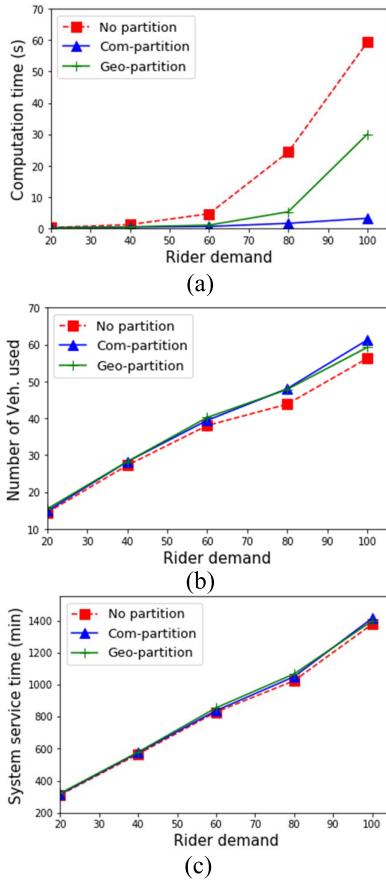 70
60
50
40
30
20
10
0
Computation time (s)
No partition
Com-partition
Geo-partition
20 30 40 50 60 70 80 90 100
Rider demand
(a)
70
60
50
40
30
20
10
Number of Veh. used
No partition
Com-partition
Geo-partition
20 30 40 50 60 70 80 90 100
Rider demand
(b)
1400
1200
1000
800
600
400
200
System service time (min)
No partition
Com-partition
Geo-partition
20 30 40 50 60 70 80 90 100
Rider demand
(c)